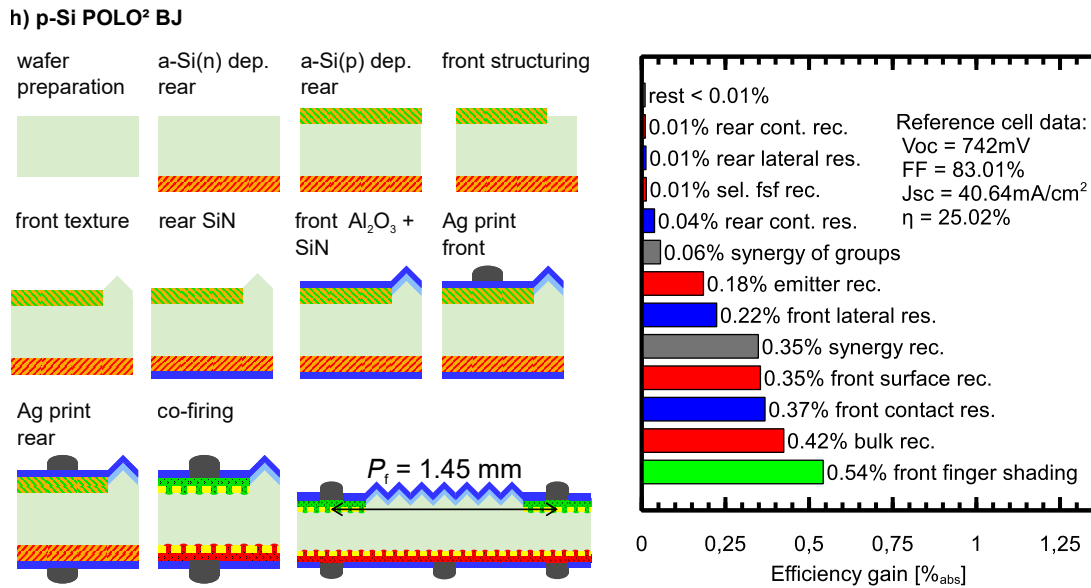 h) p-Si POLO² BJ
wafer
preparation
a-Si(n) dep.
rear
a-Si(p) dep.
rear
front structuring
front texture
rear SiN
front Al₂O₃ +
SiN
Ag print
front
Ag print
rear
co-firing
P_f = 1.45 mm
rest < 0.01%
0.01% rear cont. rec.
0.01% rear lateral res.
0.01% sel. fsf rec.
0.04% rear cont. res.
0.06% synergy of groups
0.18% emitter rec.
0.22% front lateral res.
0.35% synergy rec.
0.35% front surface rec.
0.37% front contact res.
0.42% bulk rec.
0.54% front finger shading
Reference cell data:
Voc = 742mV
FF = 83.01%
Jsc = 40.64mA/cm²
η = 25.02%
0 0,25 0,5 0,75 1 1,25
Efficiency gain [%abs]